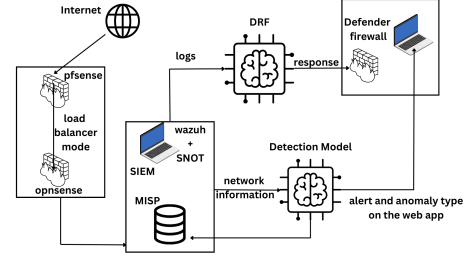 Internet
DRF
Defender
firewall
logs
response
pfsense
load
balancer
mode
opnsense
wazuh
+
SNOT
SIEM
MISP
Detection Model
network
information
alert and anomaly type
on the web app